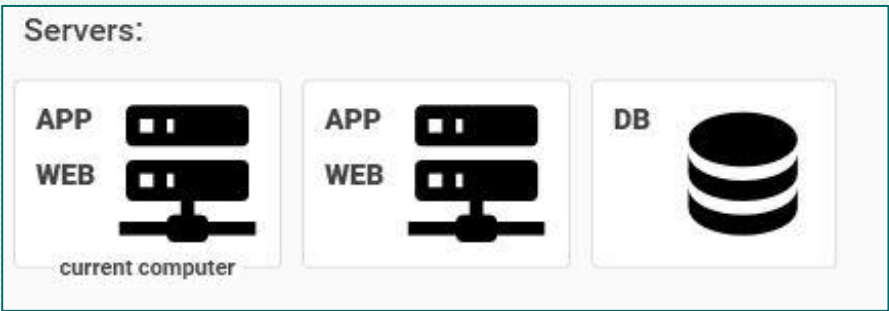 Servers:
APP
WEB
current computer
APP
WEB
DB